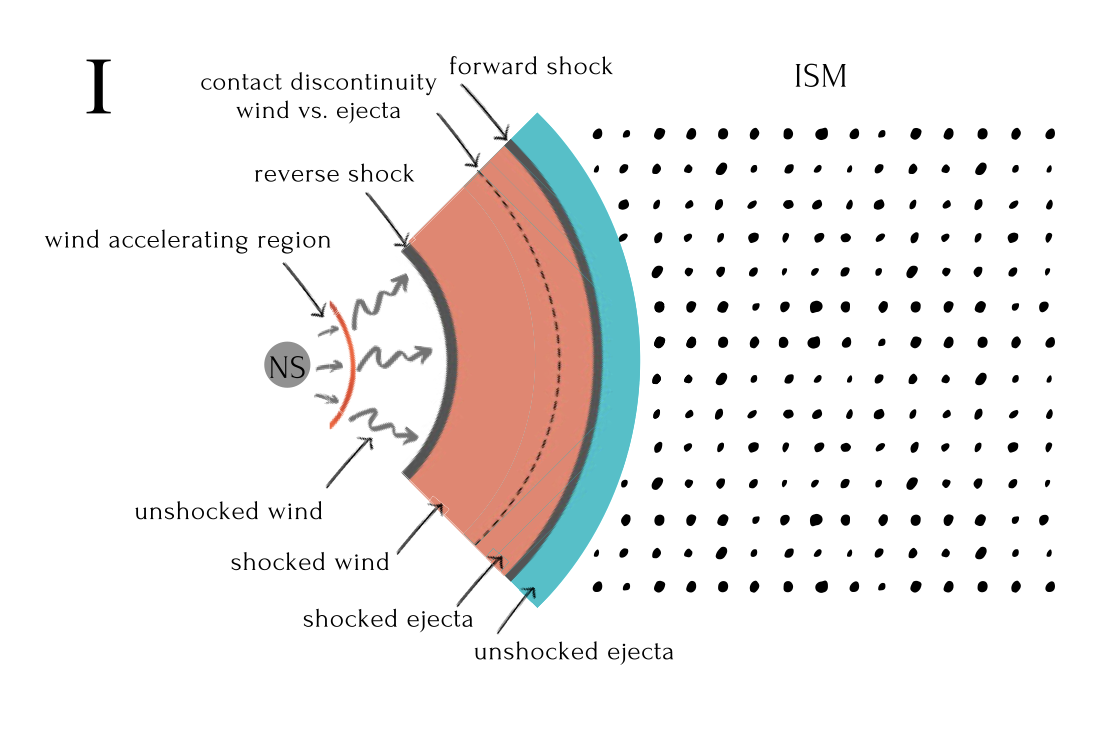 I
forward shock
ISM
contact discontinuity
wind vs. ejecta
reverse shock
wind accelerating region
NS
unshocked wind
shocked wind
shocked ejecta
unshocked ejecta